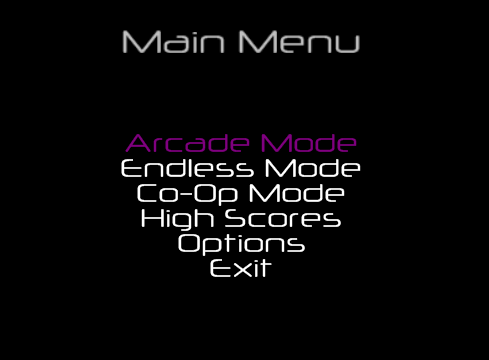 Main Menu
Arcade Mode
Endless Mode
Co-Op Mode
High Scores
Options
Exit